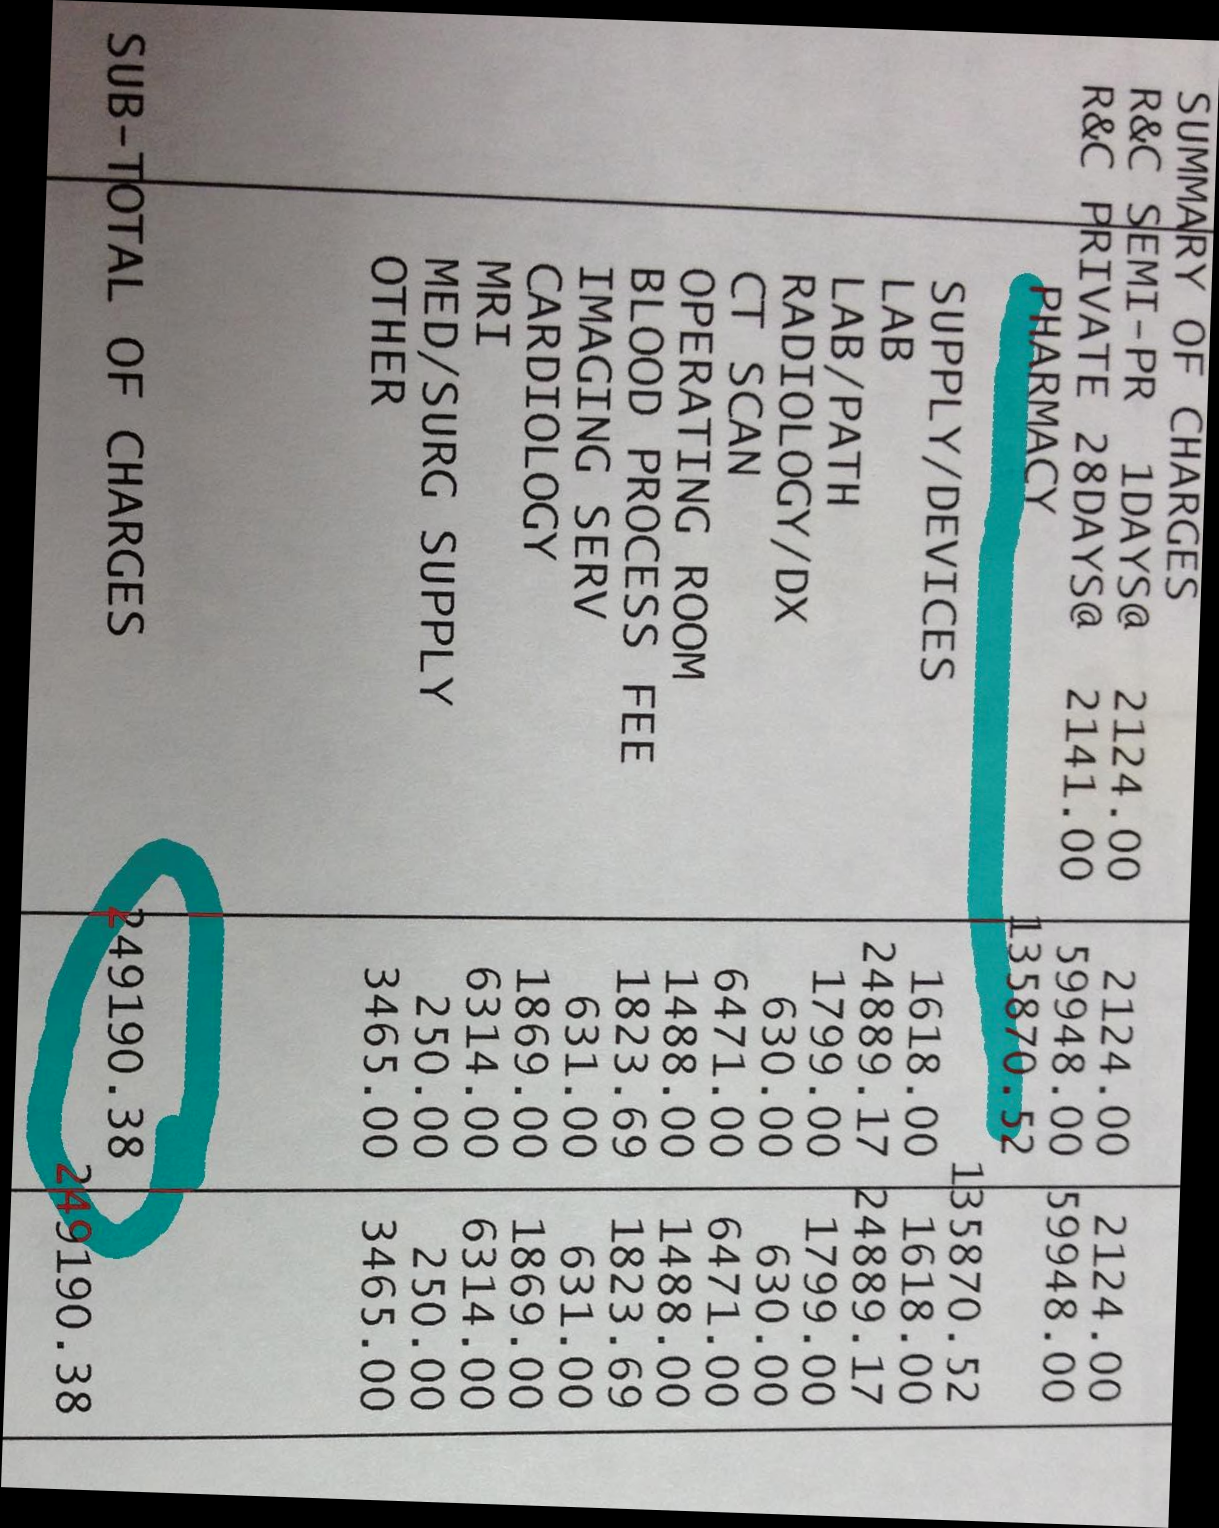 SUMMARY OF CHARGES
R&C SEMI-PR 1DAYS@ 2124.00 2124.00 2124.00
R&C PRIVATE 28DAYS@ 2141.00 59948.00 59948.00
PHARMACY 135870.52 135870.52
SUPPLY/DEVICES 1618.00 1618.00
LAB 24889.17 24889.17
LAB/PATH 1799.00 1799.00
RADIOLOGY/DX 630.00 630.00
CT SCAN 6471.00 6471.00
OPERATING ROOM 1488.00 1488.00
BLOOD PROCESS FEE 1823.69 1823.69
IMAGING SERV 631.00 631.00
CARDIOLOGY 1869.00 1869.00
MRI 6314.00 6314.00
MED/SURG SUPPLY 250.00 250.00
OTHER 3465.00 3465.00
SUB-TOTAL OF CHARGES 249190.38 249190.38